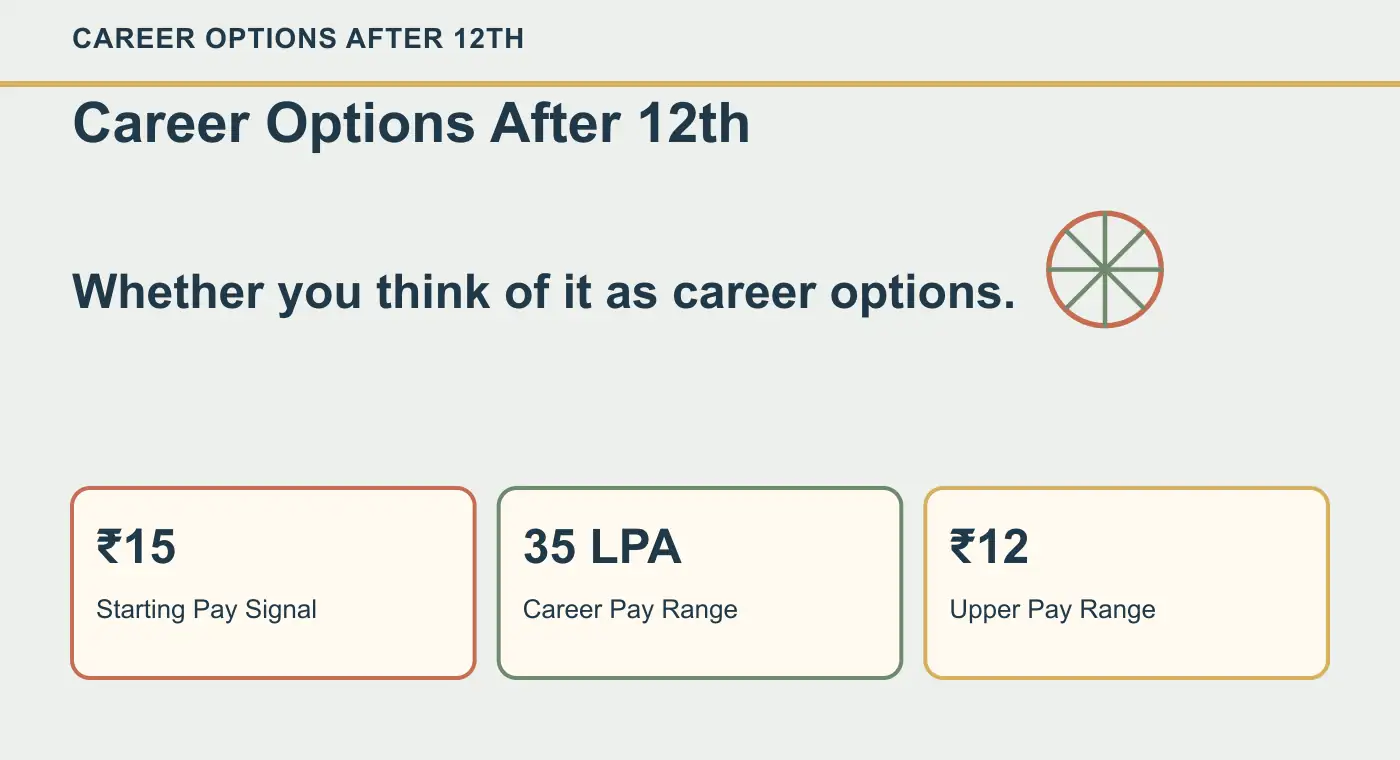 CAREER OPTIONS AFTER 12TH
Career Options After 12th
Whether you think of it as career options.
₹15
Starting Pay Signal
35 LPA
Career Pay Range
₹12
Upper Pay Range